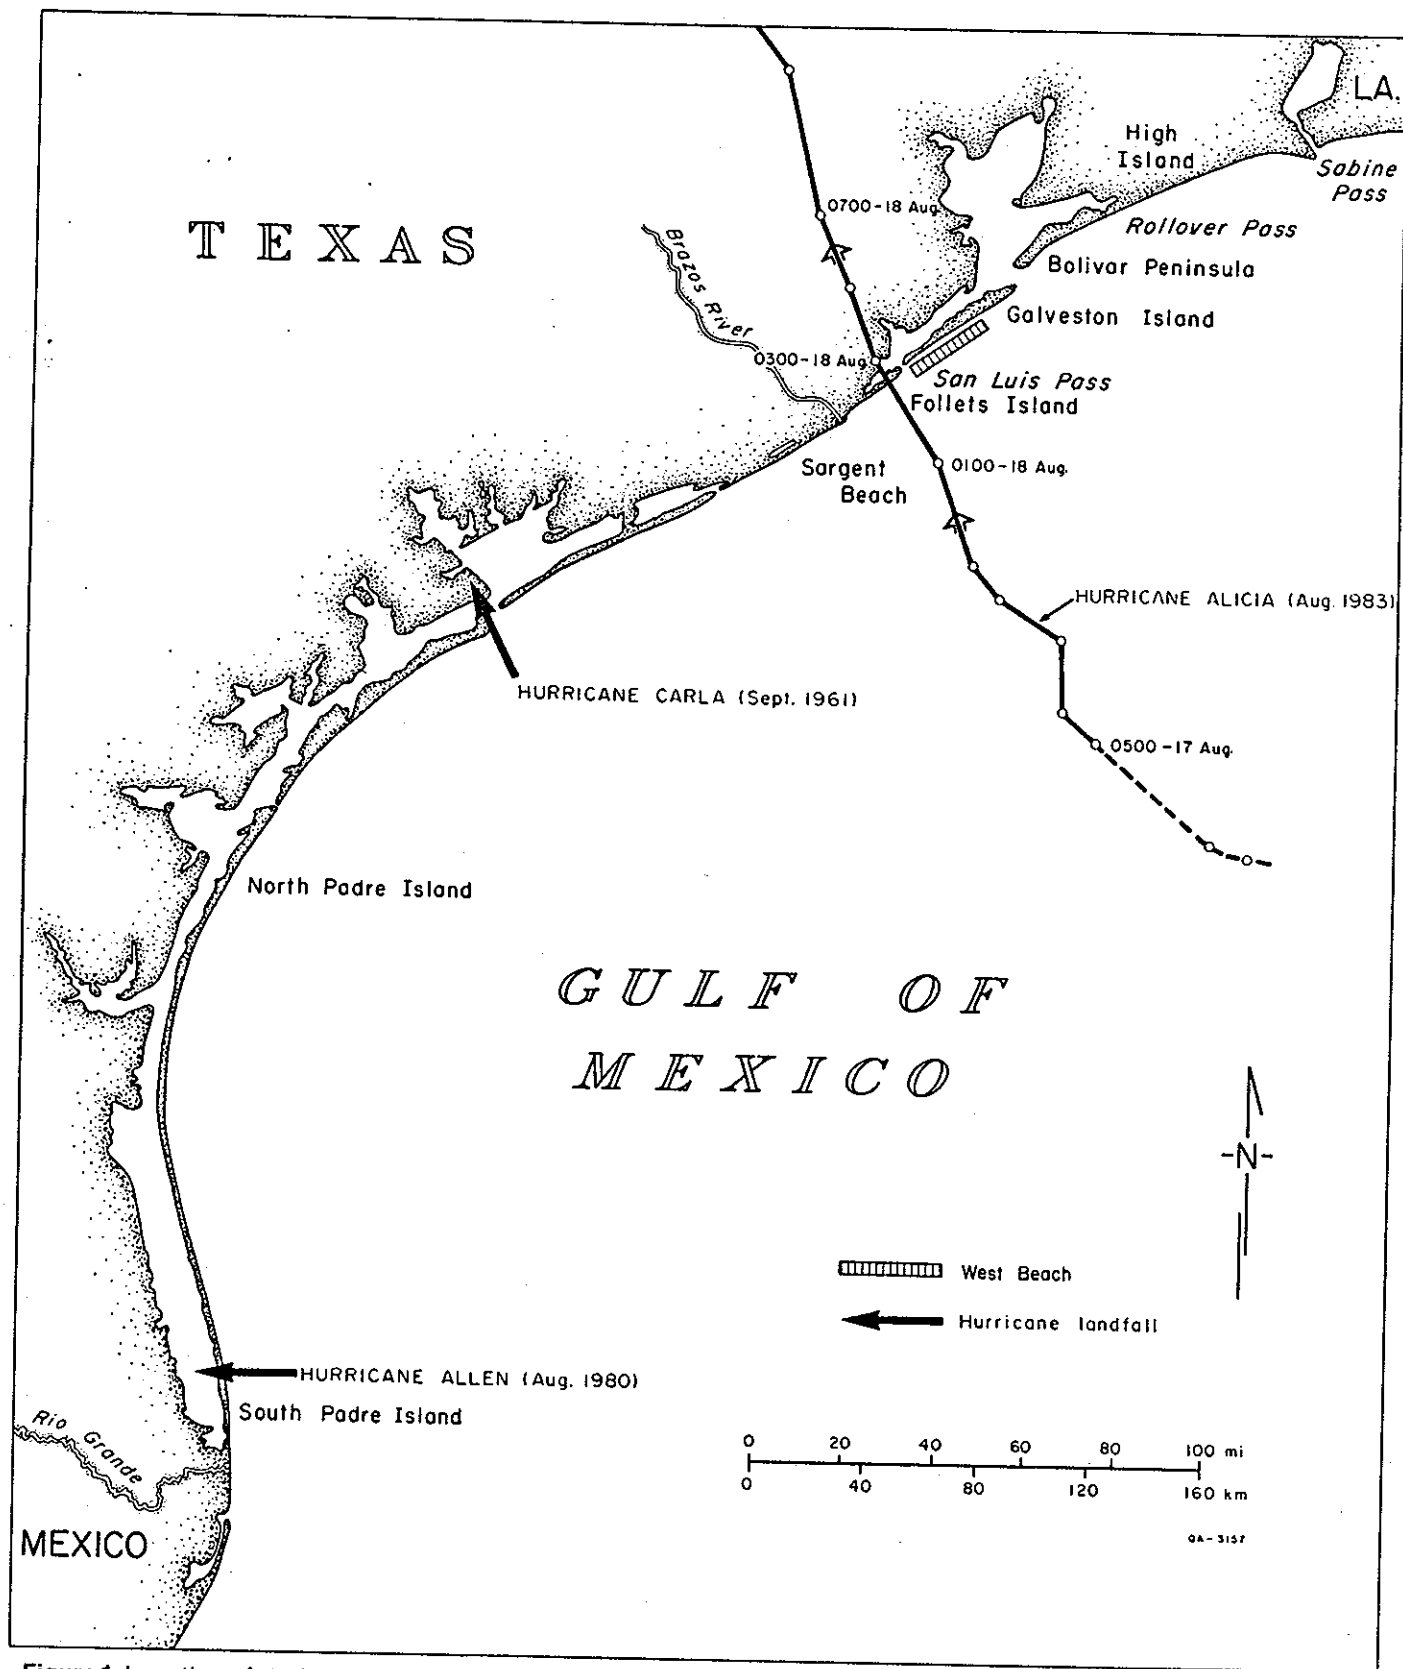 LA.
High
Island
Sabine
Pass
0700-18 Aug.
TEXAS
Rollover Pass
Brazos River
Bolivar Peninsula
Galveston Island
0300-18 Aug.
San Luis Pass
Follets Island
0100-18 Aug.
Sargent
Beach
HURRICANE ALICIA (Aug. 1983)
HURRICANE CARLA (Sept. 1961)
0500-17 Aug.
North Padre Island
GULF OF
MEXICO
-N-
West Beach
Hurricane landfall
HURRICANE ALLEN (Aug. 1980)
South Padre Island
Rio Grande
0 20 40 60 80 100 mi
0 40 80 120 160 km
QA-3157
MEXICO